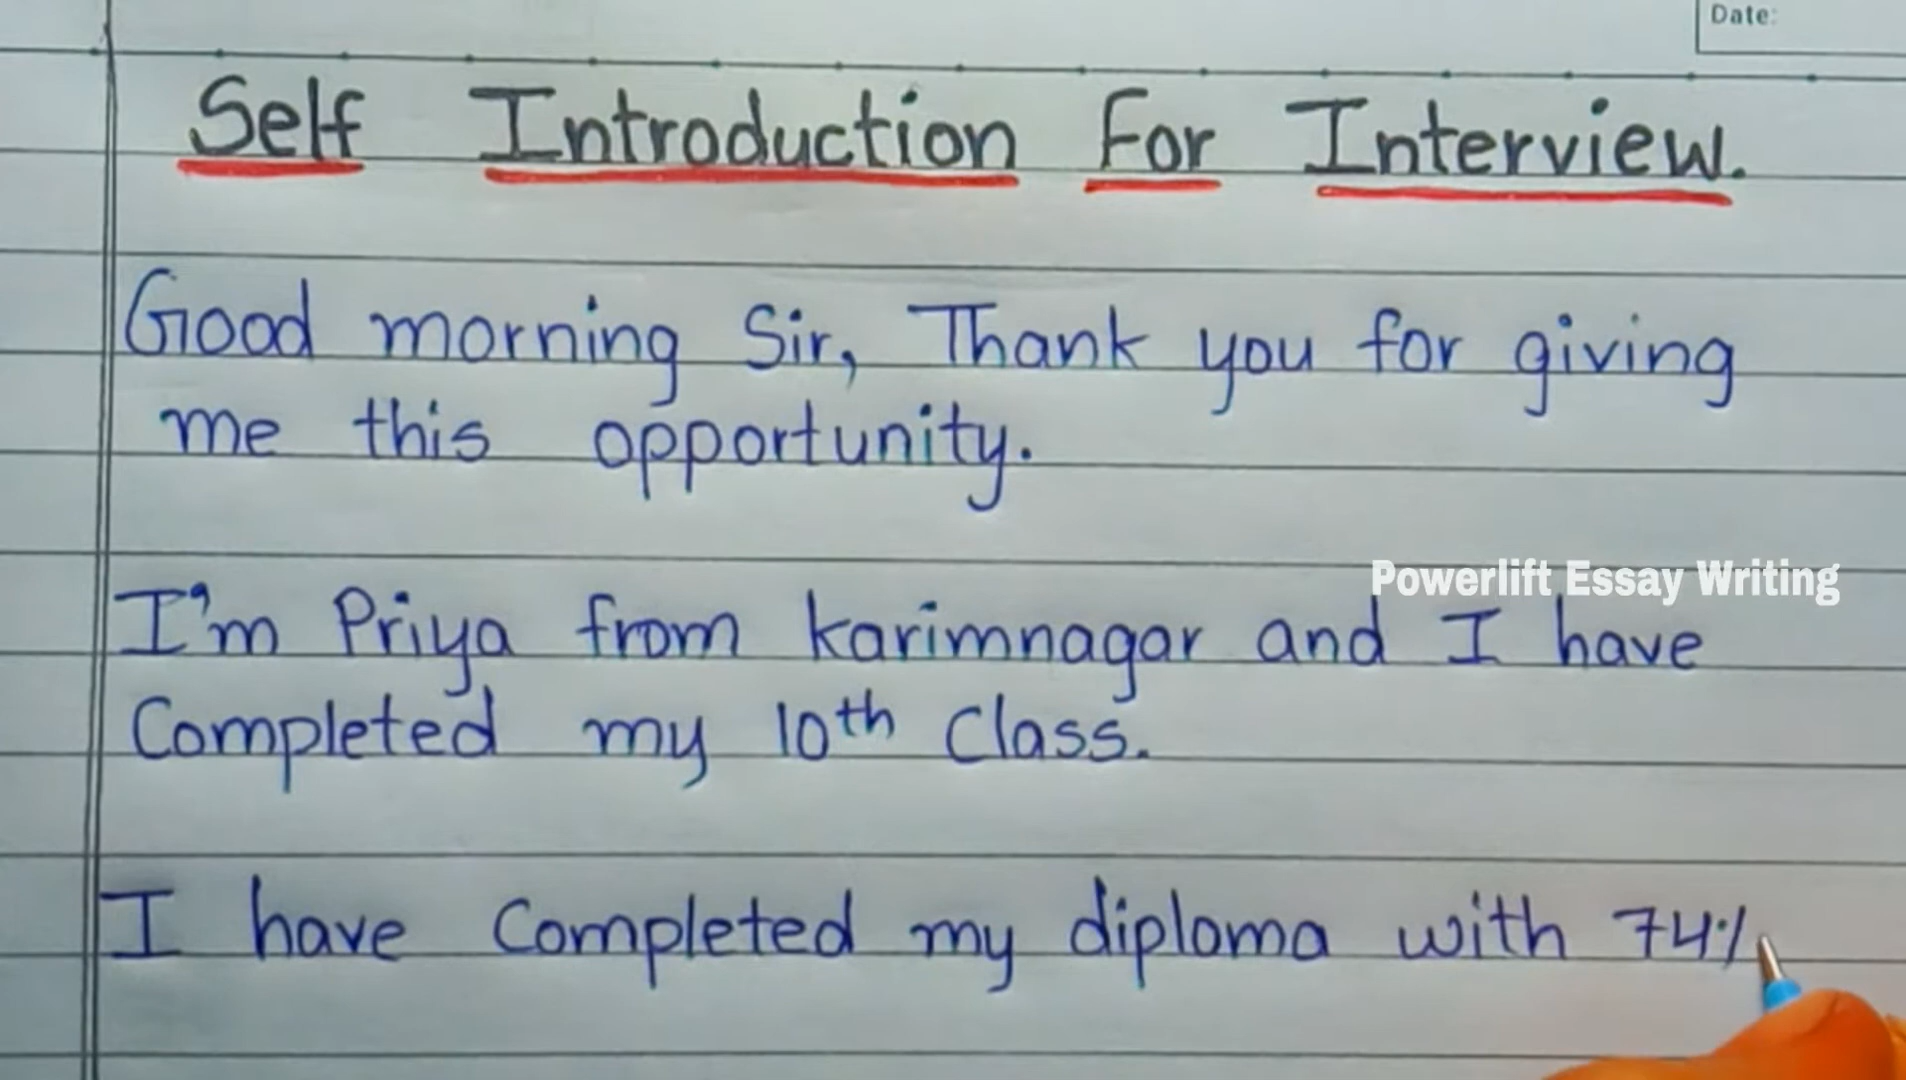 Date:
Self Introduction For Interview.
Good morning Sir, Thank you for giving
me this opportunity.
Powerlift Essay Writing
I'm Priya from karimnagar and I have
Completed my 10th Class.
I have Completed my diploma with 74%